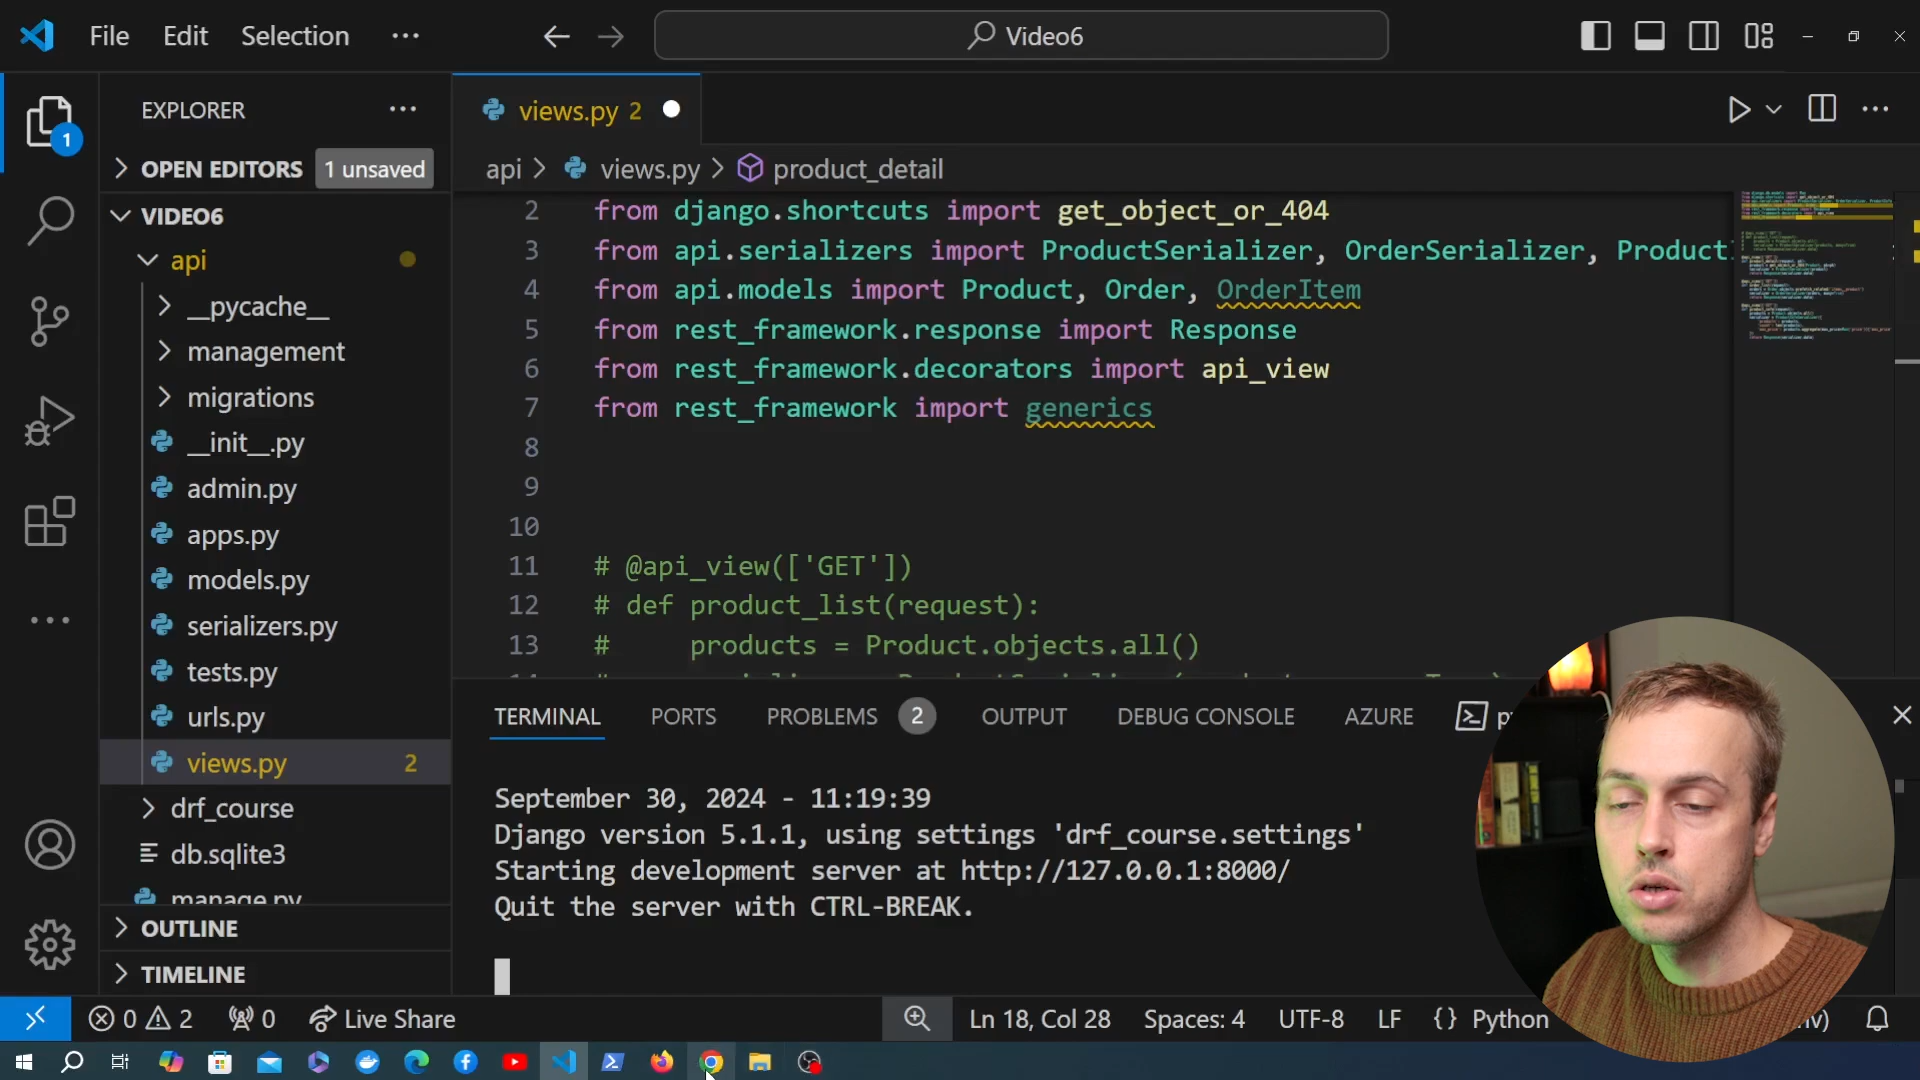 File Edit Selection ···
Video6
EXPLORER ···
OPEN EDITORS 1 unsaved
VIDEO6
api
__pycache__
management
migrations
__init__.py
admin.py
apps.py
models.py
serializers.py
tests.py
urls.py
views.py 2
drf_course
db.sqlite3
manage.py
OUTLINE
TIMELINE
1
views.py 2
api > views.py > product_detail
2 from django.shortcuts import get_object_or_404
3 from api.serializers import ProductSerializer, OrderSerializer, Product
4 from api.models import Product, Order, OrderItem
5 from rest_framework.response import Response
6 from rest_framework.decorators import api_view
7 from rest_framework import generics
8
9
10
11 # @api_view(['GET'])
12 # def product_list(request):
13 #     products = Product.objects.all()
TERMINAL PORTS PROBLEMS 2 OUTPUT DEBUG CONSOLE AZURE
September 30, 2024 - 11:19:39
Django version 5.1.1, using settings 'drf_course.settings'
Starting development server at http://127.0.0.1:8000/
Quit the server with CTRL-BREAK.
0 2 0 Live Share Ln 18, Col 28 Spaces: 4 UTF-8 LF {} Python